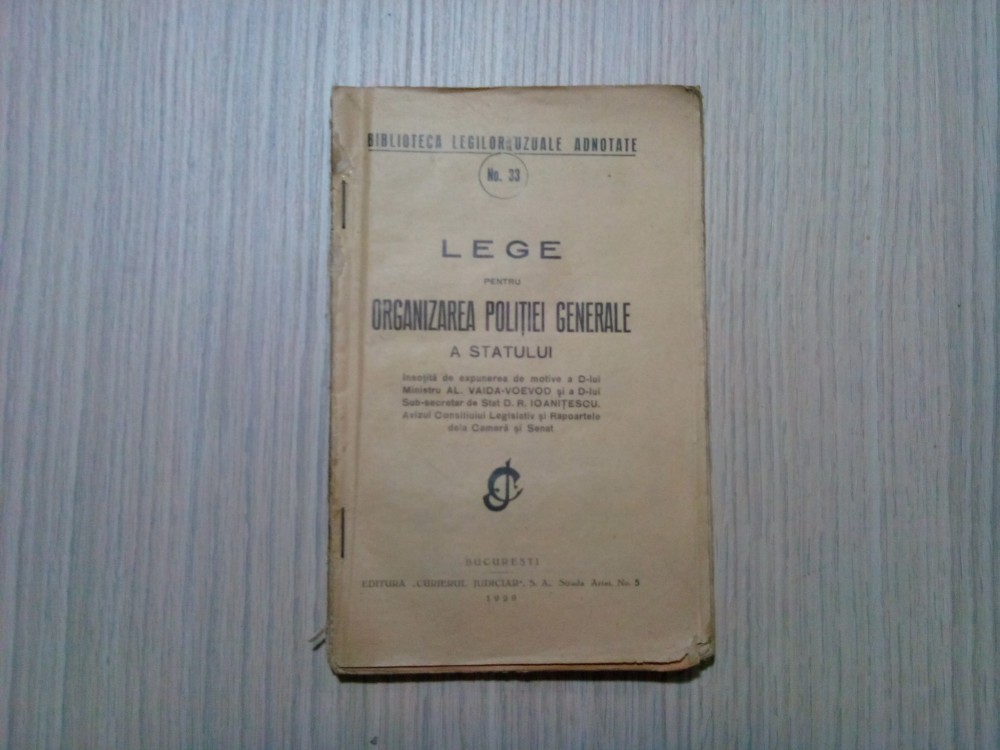 BIBLIOTECA LEGILOR UZUALE ADNOTATE
No. 33
LEGE
PENTRU
ORGANIZAREA POLIȚIEI GENERALE
A STATULUI
însoțită de expunerea de motive a D-lui
Ministru AL. VAIDA-VOEVOD și a D-lui
Sub-secretar de Stat D. R. IOANIȚESCU,
Avizul Consiliului Legislativ și Rapoartele
dela Cameră și Senat
BUCUREȘTI
EDITURA „CURIERUL JUDICIAR", S. A., Strada Artei, No. 5